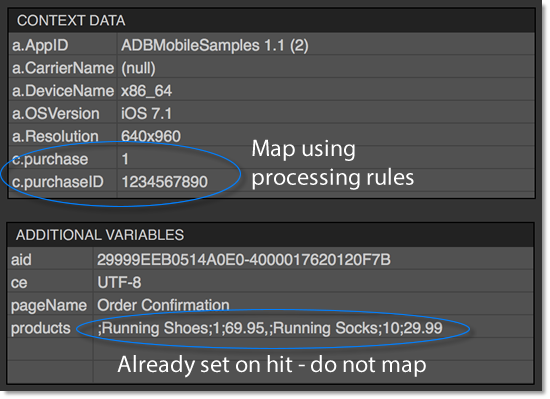 CONTEXT DATA
a.AppID ADBMobileSamples 1.1 (2)
a.CarrierName (null)
a.DeviceName x86_64
a.OSVersion iOS 7.1
a.Resolution 640x960
c.purchase 1
c.purchaseID 1234567890
Map using
processing rules
ADDITIONAL VARIABLES
aid 29999EEB0514A0E0-4000017620120F7B
ce UTF-8
pageName Order Confirmation
products ;Running Shoes;1;69.95,;Running Socks;10;29.99
Already set on hit - do not map